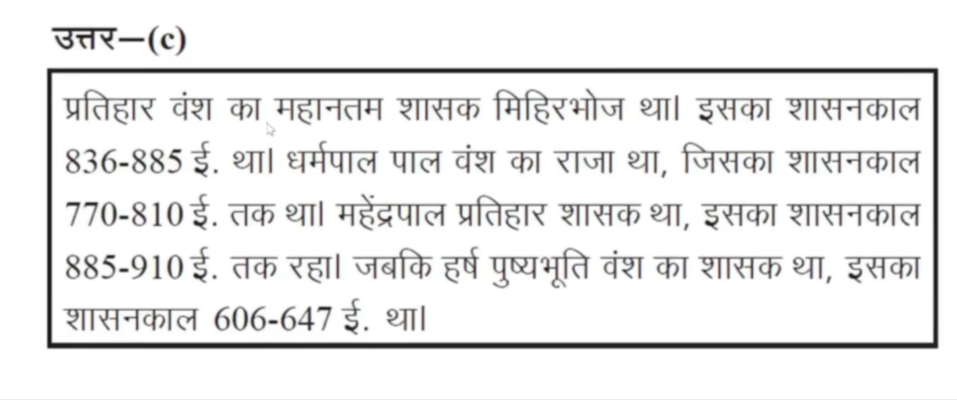 उत्तर–(c)
प्रतिहार वंश का महानतम शासक मिहिरभोज था। इसका शासनकाल
836-885 ई. था। धर्मपाल पाल वंश का राजा था, जिसका शासनकाल
770-810 ई. तक था। महेंद्रपाल प्रतिहार शासक था, इसका शासनकाल
885-910 ई. तक रहा। जबकि हर्ष पुष्यभूति वंश का शासक था, इसका
शासनकाल 606-647 ई. था।